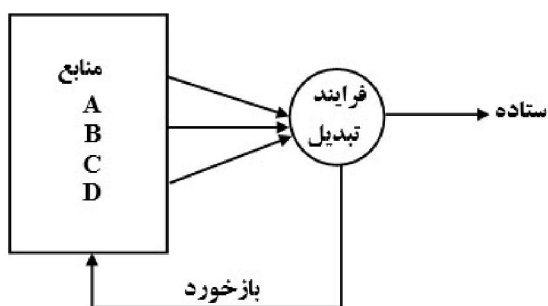 منابع
A
B
C
D
فرایند
تبدیل
ستاده
بازخورد